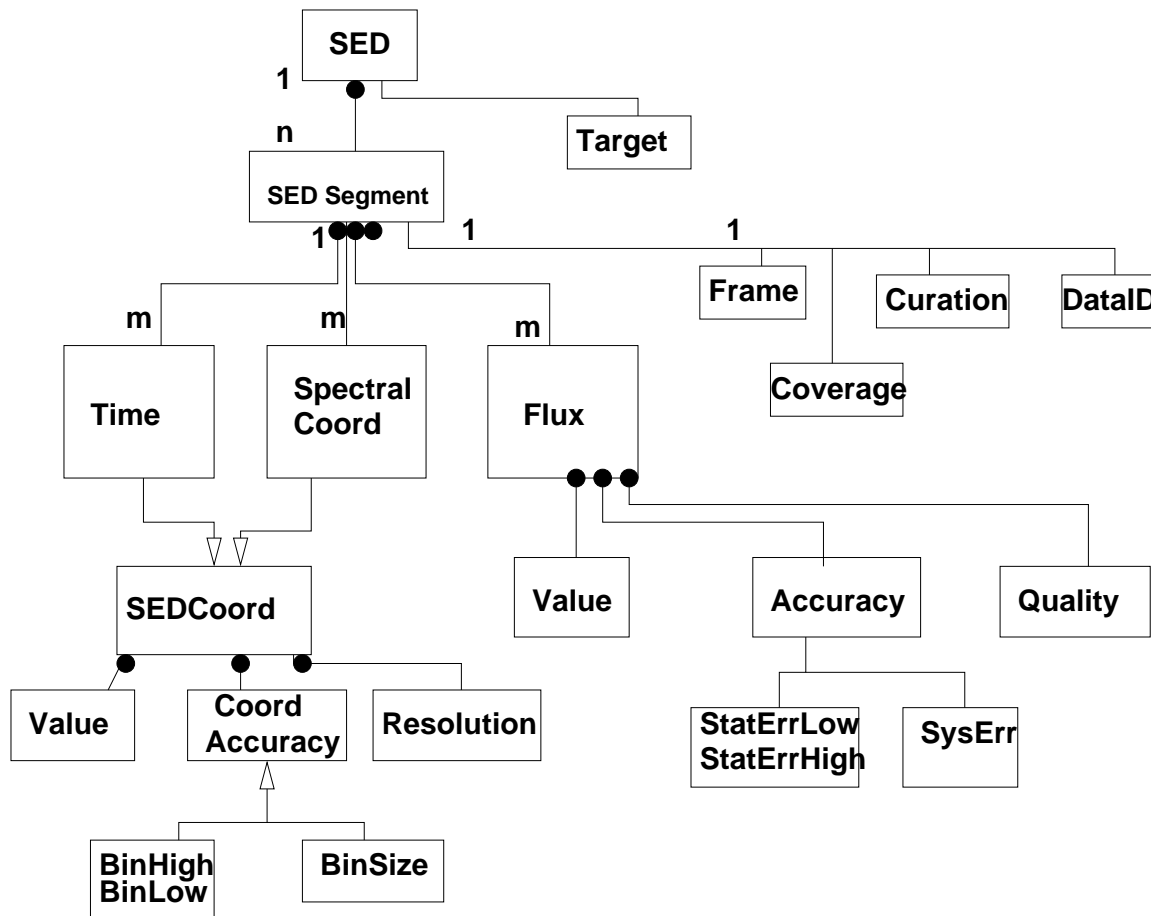 SED
1
n
Target
SED Segment
1
1
1
Frame
Curation
DataID
m
m
m
Coverage
Time
Spectral
Coord
Flux
SEDCoord
Value
Accuracy
Quality
Value
Coord
Accuracy
Resolution
StatErrLow
StatErrHigh
SysErr
BinHigh
BinLow
BinSize